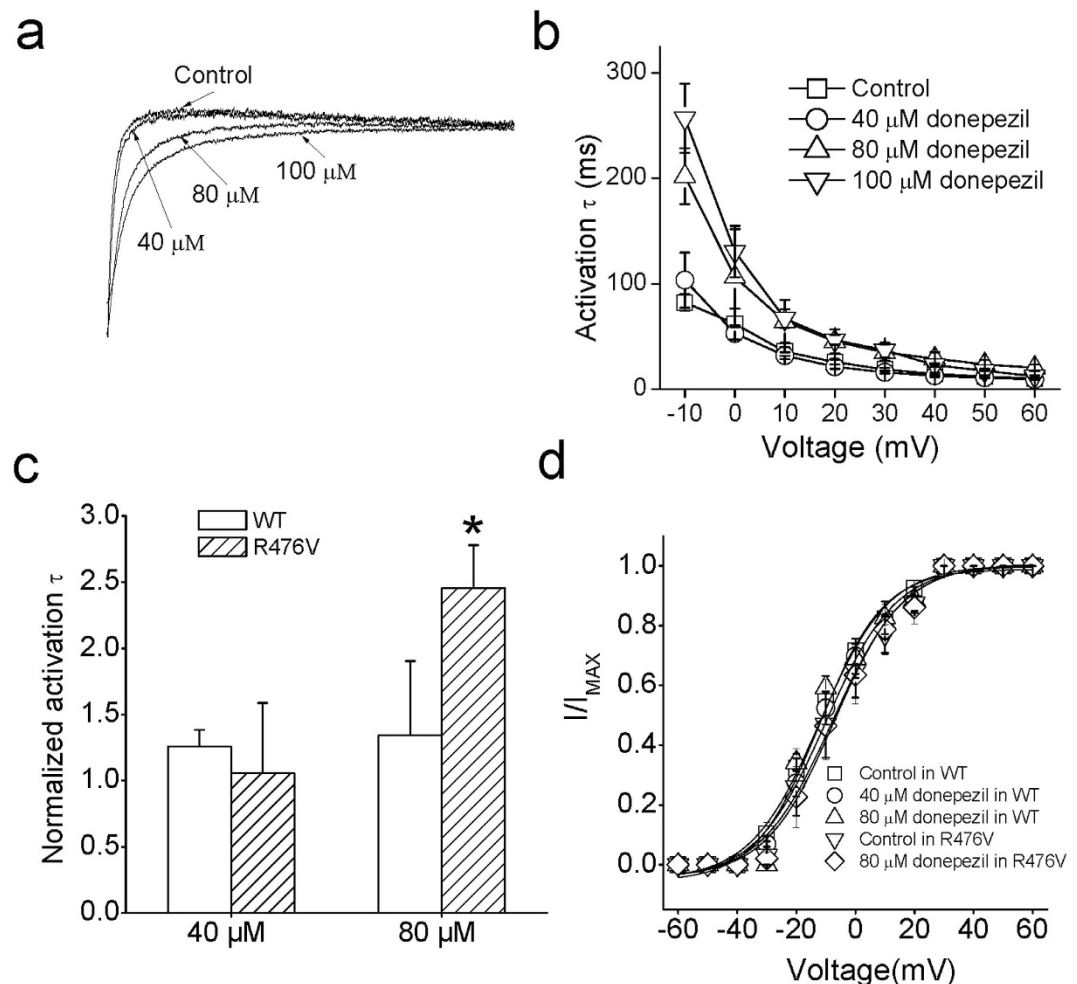 a
Control
80 µM
100 µM
40 µM
b
300
200
100
0
Activation τ (ms)
Control
40 µM donepezil
80 µM donepezil
100 µM donepezil
-10 0 10 20 30 40 50 60
Voltage (mV)
c
3.0
2.5
2.0
1.5
1.0
0.5
0.0
Normalized activation τ
WT
R476V
*
40 µM 80 µM
d
1.0
0.8
0.6
0.4
0.2
0.0
I/I_MAX
Control in WT
40 µM donepezil in WT
80 µM donepezil in WT
Control in R476V
80 µM donepezil in R476V
-60 -40 -20 0 20 40 60
Voltage(mV)